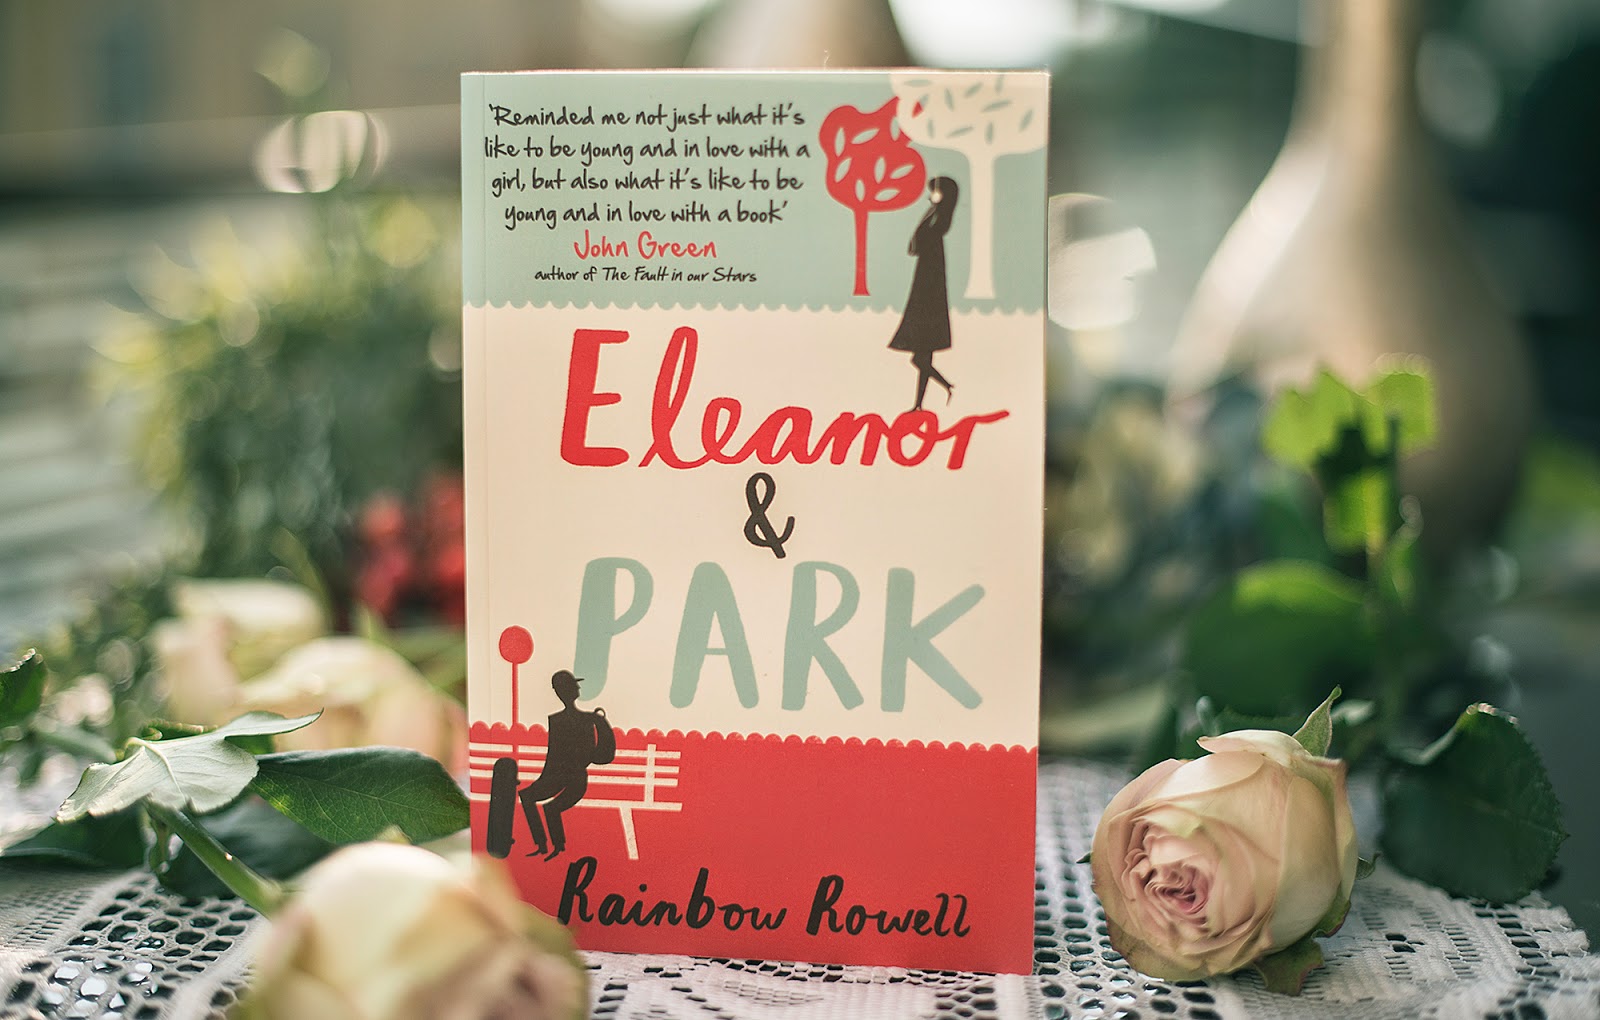 'Reminded me not just what it's
like to be young and in love with a
girl, but also what it's like to be
young and in love with a book'
John Green
author of The Fault in our Stars
Eleanor
&
PARK
Rainbow Rowell